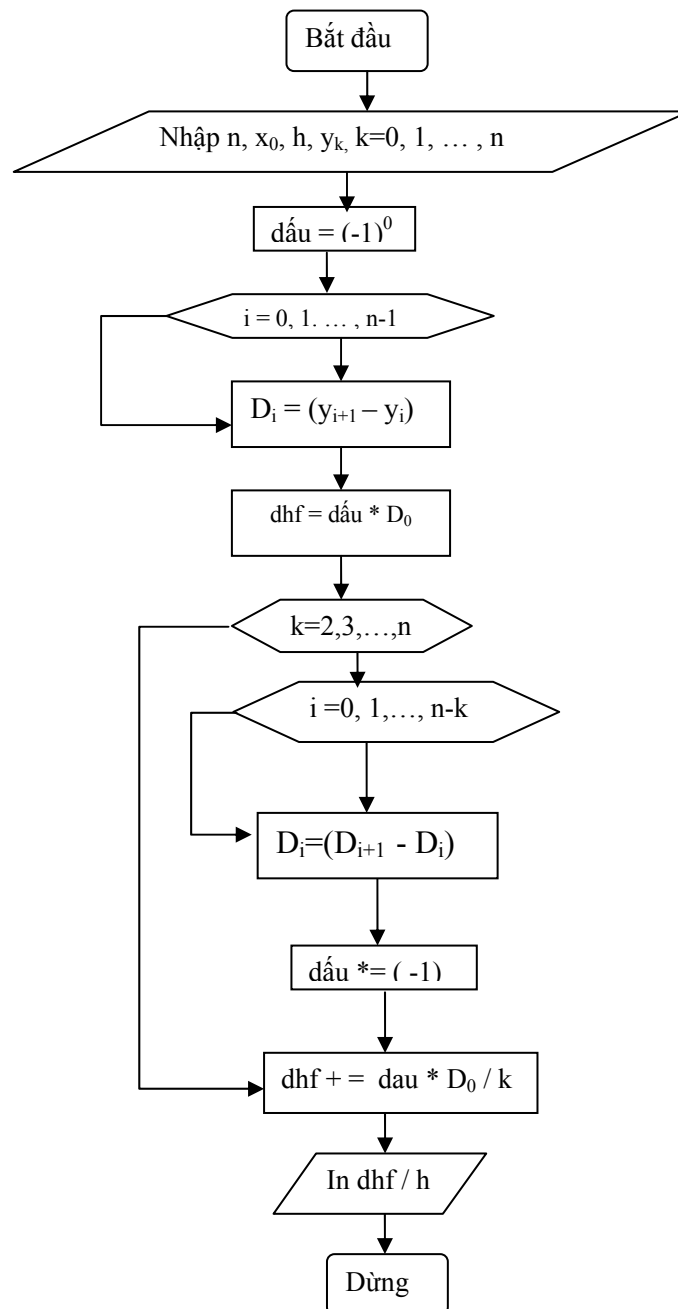 Bắt đầu
Nhập n, x₀, h, yₖ, k=0, 1, … , n
dấu = (-1)⁰
i = 0, 1. … , n-1
Dᵢ = (yᵢ₊₁ – yᵢ)
dhf = dấu * D₀
k=2,3,…,n
i =0, 1,…, n-k
Dᵢ=(Dᵢ₊₁ - Dᵢ)
dấu *= ( -1)
dhf + = dau * D₀ / k
In dhf / h
Dừng